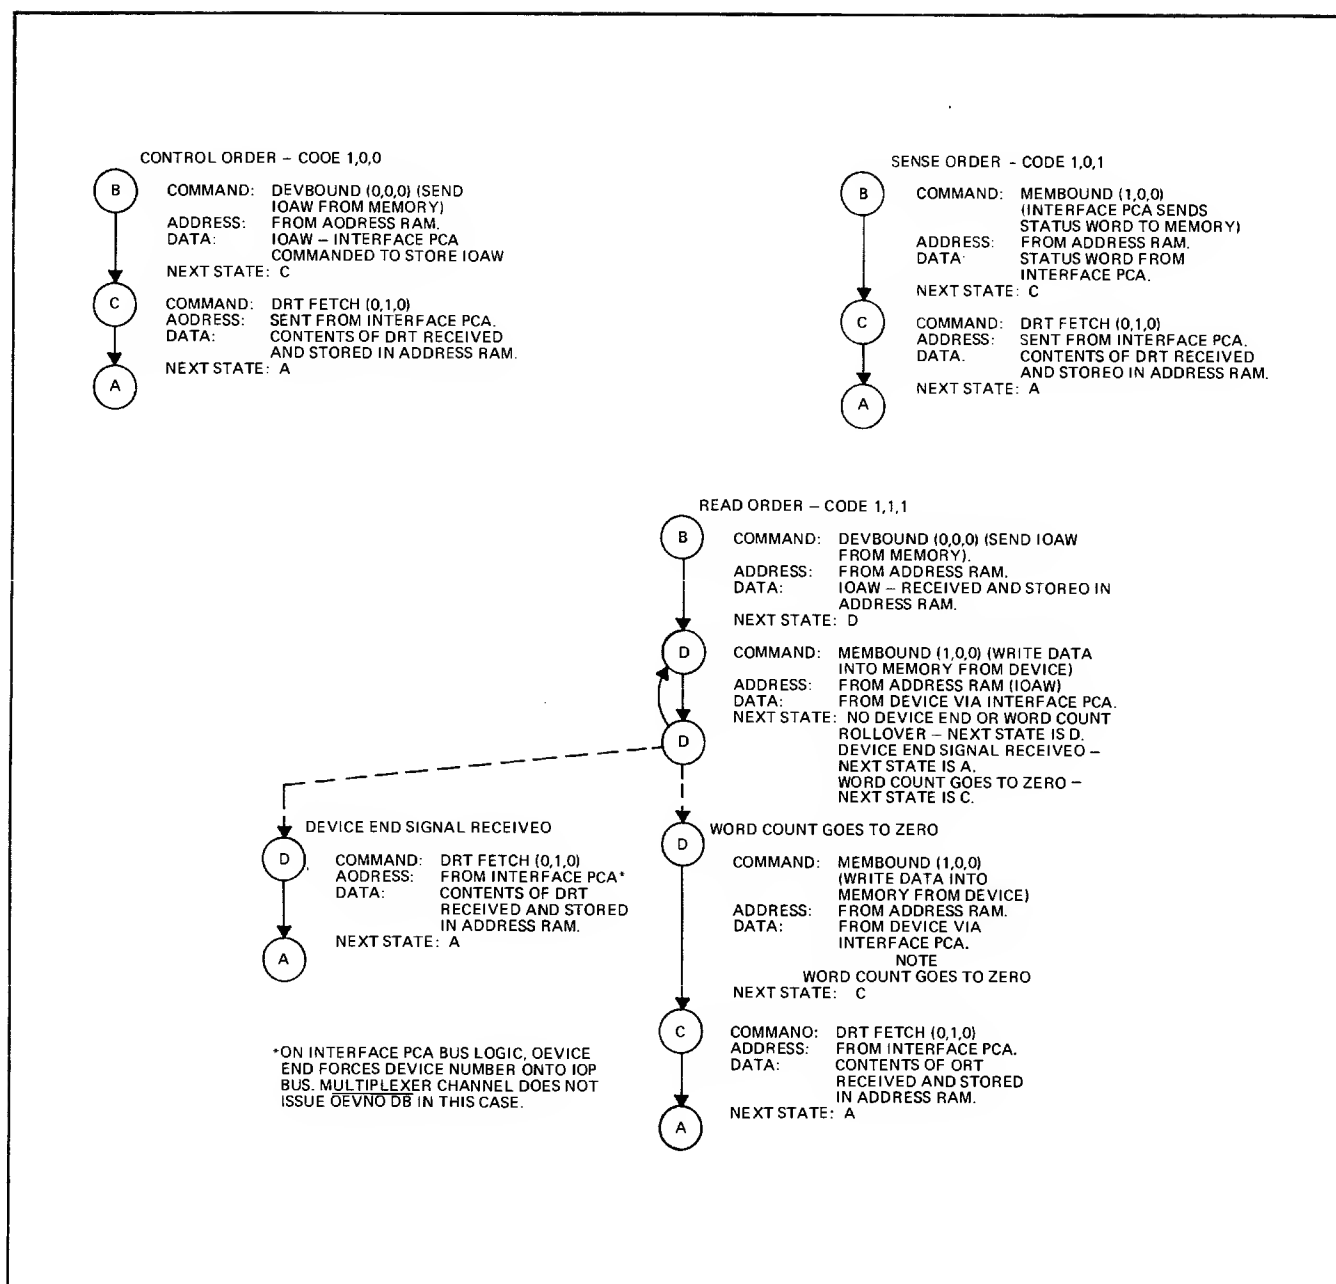 CONTROL ORDER – COOE 1,0,0
B
COMMAND: DEVBOUND (0,0,0) (SEND
IOAW FROM MEMORY)
ADDRESS: FROM AODRESS RAM.
DATA: IOAW – INTERFACE PCA
COMMANDED TO STORE IOAW
NEXT STATE: C
C
COMMAND: DRT FETCH (0,1,0)
AODRESS: SENT FROM INTERFACE PCA.
DATA: CONTENTS OF DRT RECEIVED
AND STORED IN ADDRESS RAM.
NEXT STATE: A
A
SENSE ORDER - CODE 1,0,1
B
COMMAND: MEMBOUND (1,0,0)
(INTERFACE PCA SENDS
STATUS WORD TO MEMORY)
ADDRESS: FROM ADDRESS RAM.
DATA: STATUS WORD FROM
INTERFACE PCA.
NEXT STATE: C
C
COMMAND: DRT FETCH (0,1,0)
ADDRESS: SENT FROM INTERFACE PCA.
DATA. CONTENTS OF DRT RECEIVED
AND STOREO IN ADDRESS RAM.
NEXT STATE: A
A
READ ORDER – CODE 1,1,1
B
COMMAND: DEVBOUND (0,0,0) (SEND IOAW
FROM MEMORY).
ADDRESS: FROM ADDRESS RAM.
DATA: IOAW – RECEIVED AND STOREO IN
ADDRESS RAM.
NEXT STATE: D
D
COMMAND: MEMBOUND (1,0,0) (WRITE DATA
INTO MEMORY FROM DEVICE)
ADDRESS: FROM ADDRESS RAM (IOAW)
DATA: FROM DEVICE VIA INTERFACE PCA.
NEXT STATE: NO DEVICE END OR WORD COUNT
ROLLOVER – NEXT STATE IS D.
DEVICE END SIGNAL RECEIVED –
NEXT STATE IS A.
WORD COUNT GOES TO ZERO –
NEXT STATE IS C.
D
DEVICE END SIGNAL RECEIVED
D
COMMAND: DRT FETCH (0,1,0)
AODRESS: FROM INTERFACE PCA*
DATA: CONTENTS OF DRT
RECEIVED AND STORED
IN ADDRESS RAM.
NEXT STATE: A
A
WORD COUNT GOES TO ZERO
D
COMMAND: MEMBOUND (1,0,0)
(WRITE DATA INTO
MEMORY FROM DEVICE)
ADDRESS: FROM ADDRESS RAM.
DATA: FROM DEVICE VIA
INTERFACE PCA.
NOTE
WORD COUNT GOES TO ZERO
NEXT STATE: C
C
COMMANO: DRT FETCH (0,1,0)
ADDRESS: FROM INTERFACE PCA.
DATA: CONTENTS OF ORT
RECEIVED AND STORED
IN ADDRESS RAM.
NEXT STATE: A
A
*ON INTERFACE PCA BUS LOGIC, OEVICE
END FORCES DEVICE NUMBER ONTO IOP
BUS. MULTIPLEXER CHANNEL DOES NOT
ISSUE OEVNO DB IN THIS CASE.